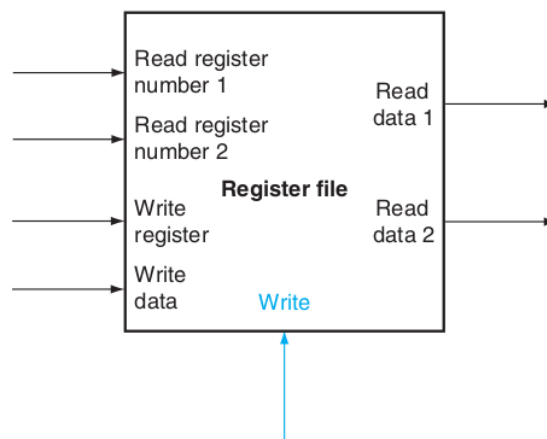 Read register
number 1
Read
data 1
Read register
number 2
Register file
Write
register
Read
data 2
Write
data
Write